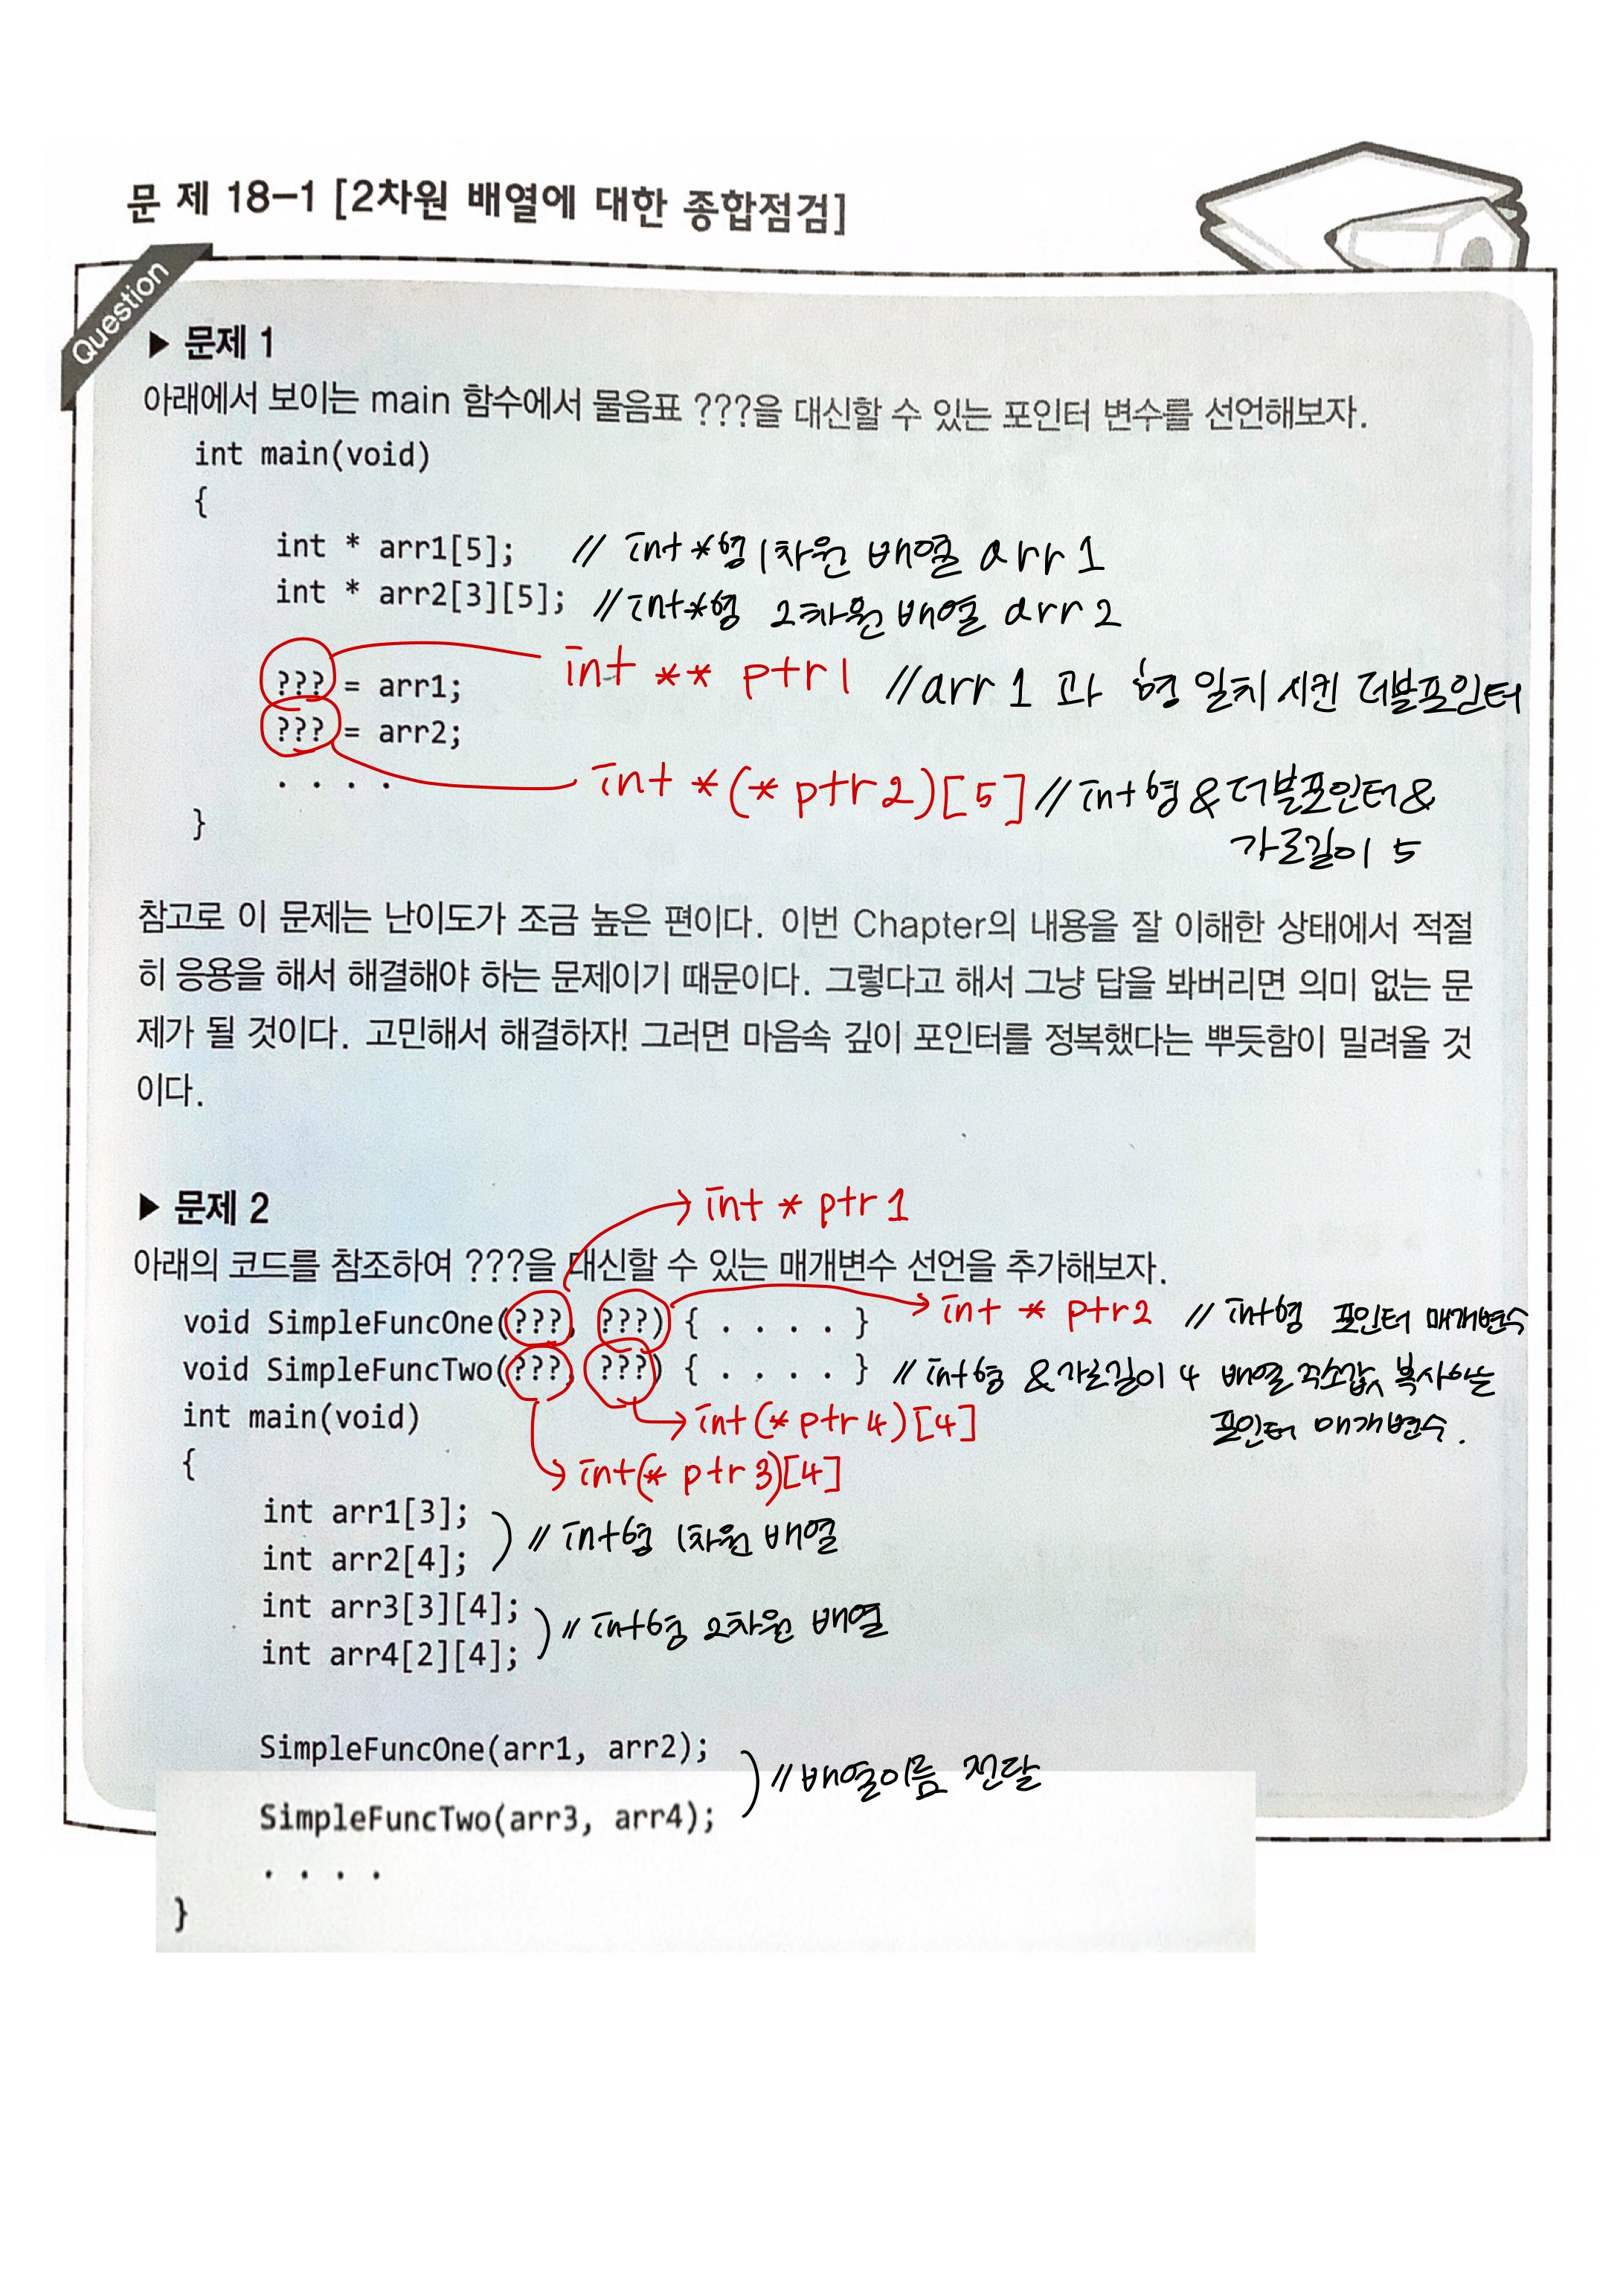 문 제 18-1 [2차원 배열에 대한 종합점검]
Question
▶ 문제 1
아래에서 보이는 main 함수에서 물음표 ???을 대신할 수 있는 포인터 변수를 선언해보자.
int main(void)
{
int * arr1[5]; // int*형 1차원 배열 arr 1
int * arr2[3][5]; // int*형 2차원 배열 arr 2
??? = arr1; int ** ptr1 // arr 1 과 형 일치 시킨 더블포인터
??? = arr2;
. . . . int *(* ptr 2)[5] // int형 & 더블포인터 &
가로길이 5
}
참고로 이 문제는 난이도가 조금 높은 편이다. 이번 Chapter의 내용을 잘 이해한 상태에서 적절
히 응용을 해서 해결해야 하는 문제이기 때문이다. 그렇다고 해서 그냥 답을 봐버리면 의미 없는 문
제가 될 것이다. 고민해서 해결하자! 그러면 마음속 깊이 포인터를 정복했다는 뿌듯함이 밀려올 것
이다.
▶ 문제 2
int * ptr 1
아래의 코드를 참조하여 ???을 대신할 수 있는 매개변수 선언을 추가해보자.
void SimpleFuncOne(???, ???) { . . . . } int * ptr2 // int형 포인터 매개변수
void SimpleFuncTwo(???, ???) { . . . . } // int형 & 가로길이 4 배열 주소값 복사하는
int main(void) int(* ptr 4)[4] 포인터 매개변수.
{
int(* ptr 3)[4]
int arr1[3];
int arr2[4]; // int형 1차원 배열
int arr3[3][4];
int arr4[2][4]; // int형 2차원 배열
SimpleFuncOne(arr1, arr2);
// 배열이름 전달
SimpleFuncTwo(arr3, arr4);
. . . .
}